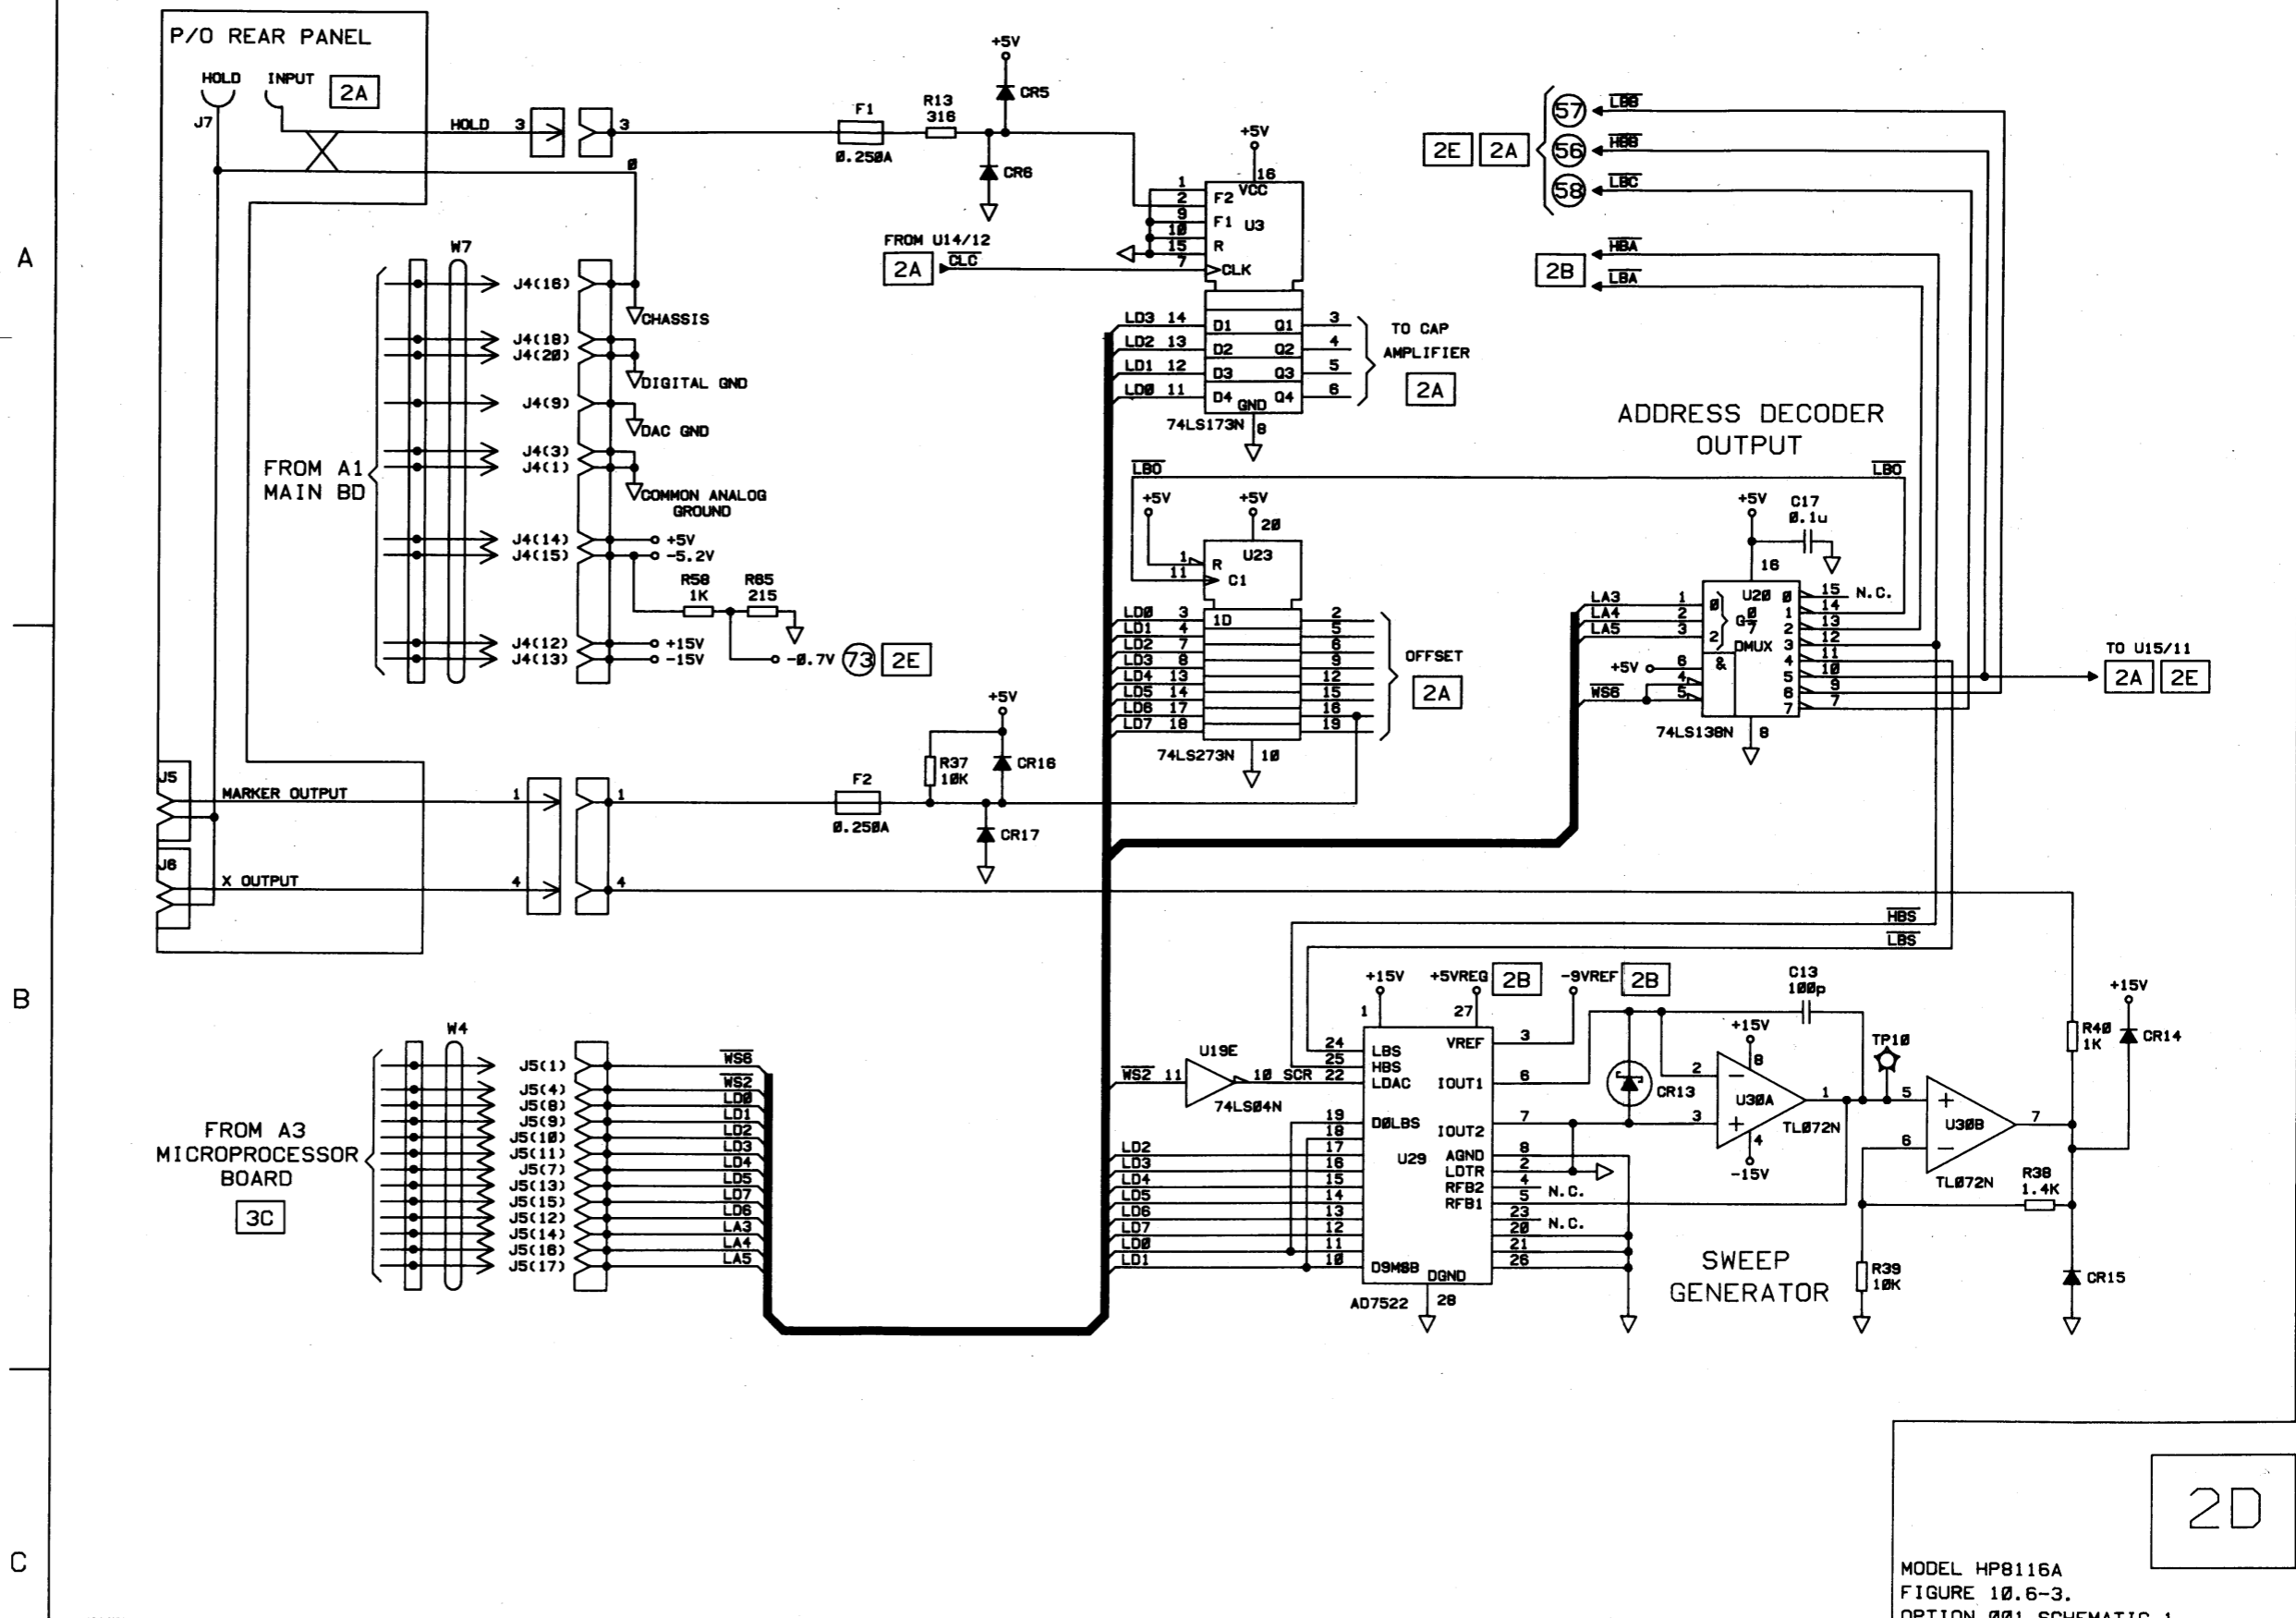 P/O REAR PANEL
HOLD INPUT 2A
J7
HOLD 3 3
0
F1
0.250A
R13
316
+5V
CR5
CR6
+5V
16
VCC
1
2 F2
9
10 F1
15 R
7 CLK
U3
FROM U14/12
2A CLC
LD3 14 D1 Q1 3
LD2 13 D2 Q2 4
LD1 12 D3 Q3 5
LD0 11 D4 Q4 6
GND
74LS173N 8
TO CAP
AMPLIFIER
2A
2E 2A
57 LBB
56 HBB
58 LBC
2B
HBA
LBA
ADDRESS DECODER
OUTPUT
A
W7
J4(16)
CHASSIS
J4(18)
J4(20)
DIGITAL GND
J4(9)
DAC GND
J4(3)
J4(1)
COMMON ANALOG
GROUND
FROM A1
MAIN BD
J4(14) +5V
J4(15) -5.2V
R58
1K
R65
215
J4(12) +15V
J4(13) -15V
-0.7V 73 2E
LBO LBO
+5V +5V
20
U23
1 R
11 C1
LD0 3 1D 2
LD1 4 5
LD2 7 6
LD3 8 9
LD4 13 12
LD5 14 15
LD6 17 16
LD7 18 19
74LS273N 10
OFFSET
2A
+5V
C17
0.1u
16
U20
LA3 1 0
LA4 2 G 0/7
LA5 3 2
DMUX
+5V 6 &
4
WS6 5
0 15 N.C.
1 14
2 13
3 12
4 11
5 10
6 9
7 7
74LS138N 8
TO U15/11
2A 2E
J5
MARKER OUTPUT 1 1
F2
0.250A
+5V
R37
10K
CR16
CR17
J6
X OUTPUT 4 4
HBS
LBS
B
W4
J5(1) WS6
J5(4) WS2
J5(8) LD0
J5(9) LD1
J5(10) LD2
J5(11) LD3
J5(7) LD4
J5(13) LD5
J5(15) LD7
J5(12) LD6
J5(14) LA3
J5(16) LA4
J5(17) LA5
FROM A3
MICROPROCESSOR
BOARD
3C
+15V +5VREG 2B -9VREF 2B
1 27
24 LBS
25 HBS
22 LDAC
WS2 11 U19E 10 SCR
74LS04N
19 D0LBS
18
LD2 17
LD3 16
LD4 15
LD5 14
LD6 13
LD7 12
LD0 11
LD1 10 D9MSB
U29
VREF 3
IOUT1 6
IOUT2 7
AGND 8
LDTR 2
RFB2 4 N.C.
RFB1 5
23 N.C.
20
21
26
DGND
AD7522 28
C13
100p
CR13
+15V
8
2 −
3 +
U30A 1
4
-15V
TL072N
TP10
5 +
6 −
U30B 7
TL072N
R40
1K
+15V
CR14
R38
1.4K
R39
10K
CR15
SWEEP
GENERATOR
C
2D
MODEL HP8116A
FIGURE 10.6-3.
OPTION 001 SCHEMATIC 1